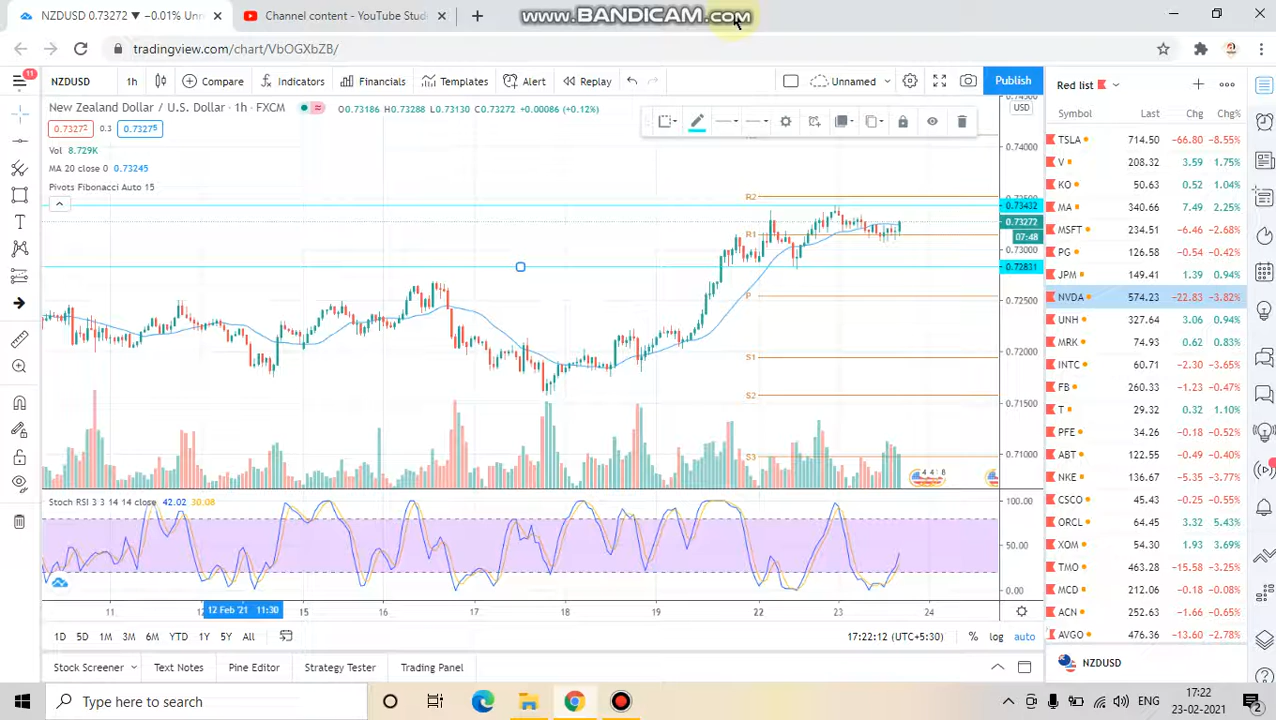 NZDUSD 0.73272 ▼ −0.01% Un
Channel content - YouTube Studi
www.BANDICAM.com
tradingview.com/chart/VbOGXbZB/
11
NZDUSD
1h
Compare
Indicators
Financials
Templates
Alert
Replay
Unnamed
Publish
Red list
New Zealand Dollar / U.S. Dollar · 1h · FXCM
O0.73186 H0.73288 L0.73130 C0.73272 +0.00086 (+0.12%)
USD
0.73272
0.3
0.73275
Vol 8.729K
MA 20 close 0 0.73245
Pivots Fibonacci Auto 15
0.74000
0.73432
0.73272
07:48
0.73000
0.72831
0.72500
0.72000
0.71500
0.71000
R2
R1
P
S1
S2
S3
4 4 8
Stoch RSI 3 3 14 14 close 42.02 30.08
100.00
50.00
0.00
11
12 Feb '21 11:30
15
16
17
18
19
22
23
24
1D 5D 1M 3M 6M YTD 1Y 5Y All
17:22:12 (UTC+5:30)
% log auto
Stock Screener
Text Notes
Pine Editor
Strategy Tester
Trading Panel
Symbol Last Chg Chg%
TSLA 714.50 −66.80 −8.55%
V 208.32 3.59 1.75%
KO 50.63 0.52 1.04%
MA 340.66 7.49 2.25%
MSFT 234.51 −6.46 −2.68%
PG 126.56 −0.54 −0.42%
JPM 149.41 1.39 0.94%
NVDA 574.23 −22.83 −3.82%
UNH 327.64 3.06 0.94%
MRK 74.93 0.62 0.83%
INTC 60.71 −2.30 −3.65%
FB 260.33 −1.23 −0.47%
T 29.32 0.32 1.10%
PFE 34.26 −0.18 −0.52%
ABT 122.55 −0.49 −0.40%
NKE 136.67 −5.35 −3.77%
CSCO 45.43 −0.25 −0.55%
ORCL 64.45 3.32 5.43%
XOM 54.30 1.93 3.69%
TMO 463.28 −15.58 −3.25%
MCD 212.06 −0.18 −0.08%
ACN 252.63 −1.66 −0.65%
AVGO 476.36 −13.60 −2.78%
NZDUSD
Type here to search
ENG
17:22
23-02-2021
2